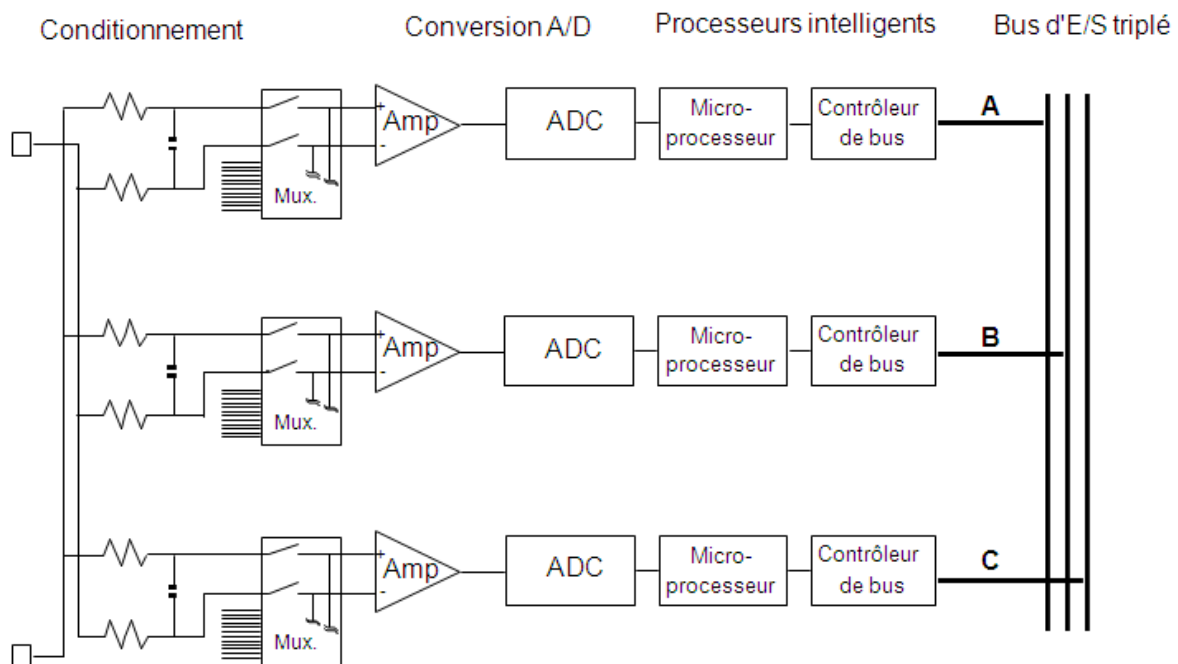 Conditionnement
Conversion A/D
Processeurs intelligents
Bus d'E/S triplé
+
Amp
-
Mux.
ADC
Micro-
processeur
Contrôleur
de bus
A
+
Amp
-
Mux.
ADC
Micro-
processeur
Contrôleur
de bus
B
+
Amp
-
Mux.
ADC
Micro-
processeur
Contrôleur
de bus
C